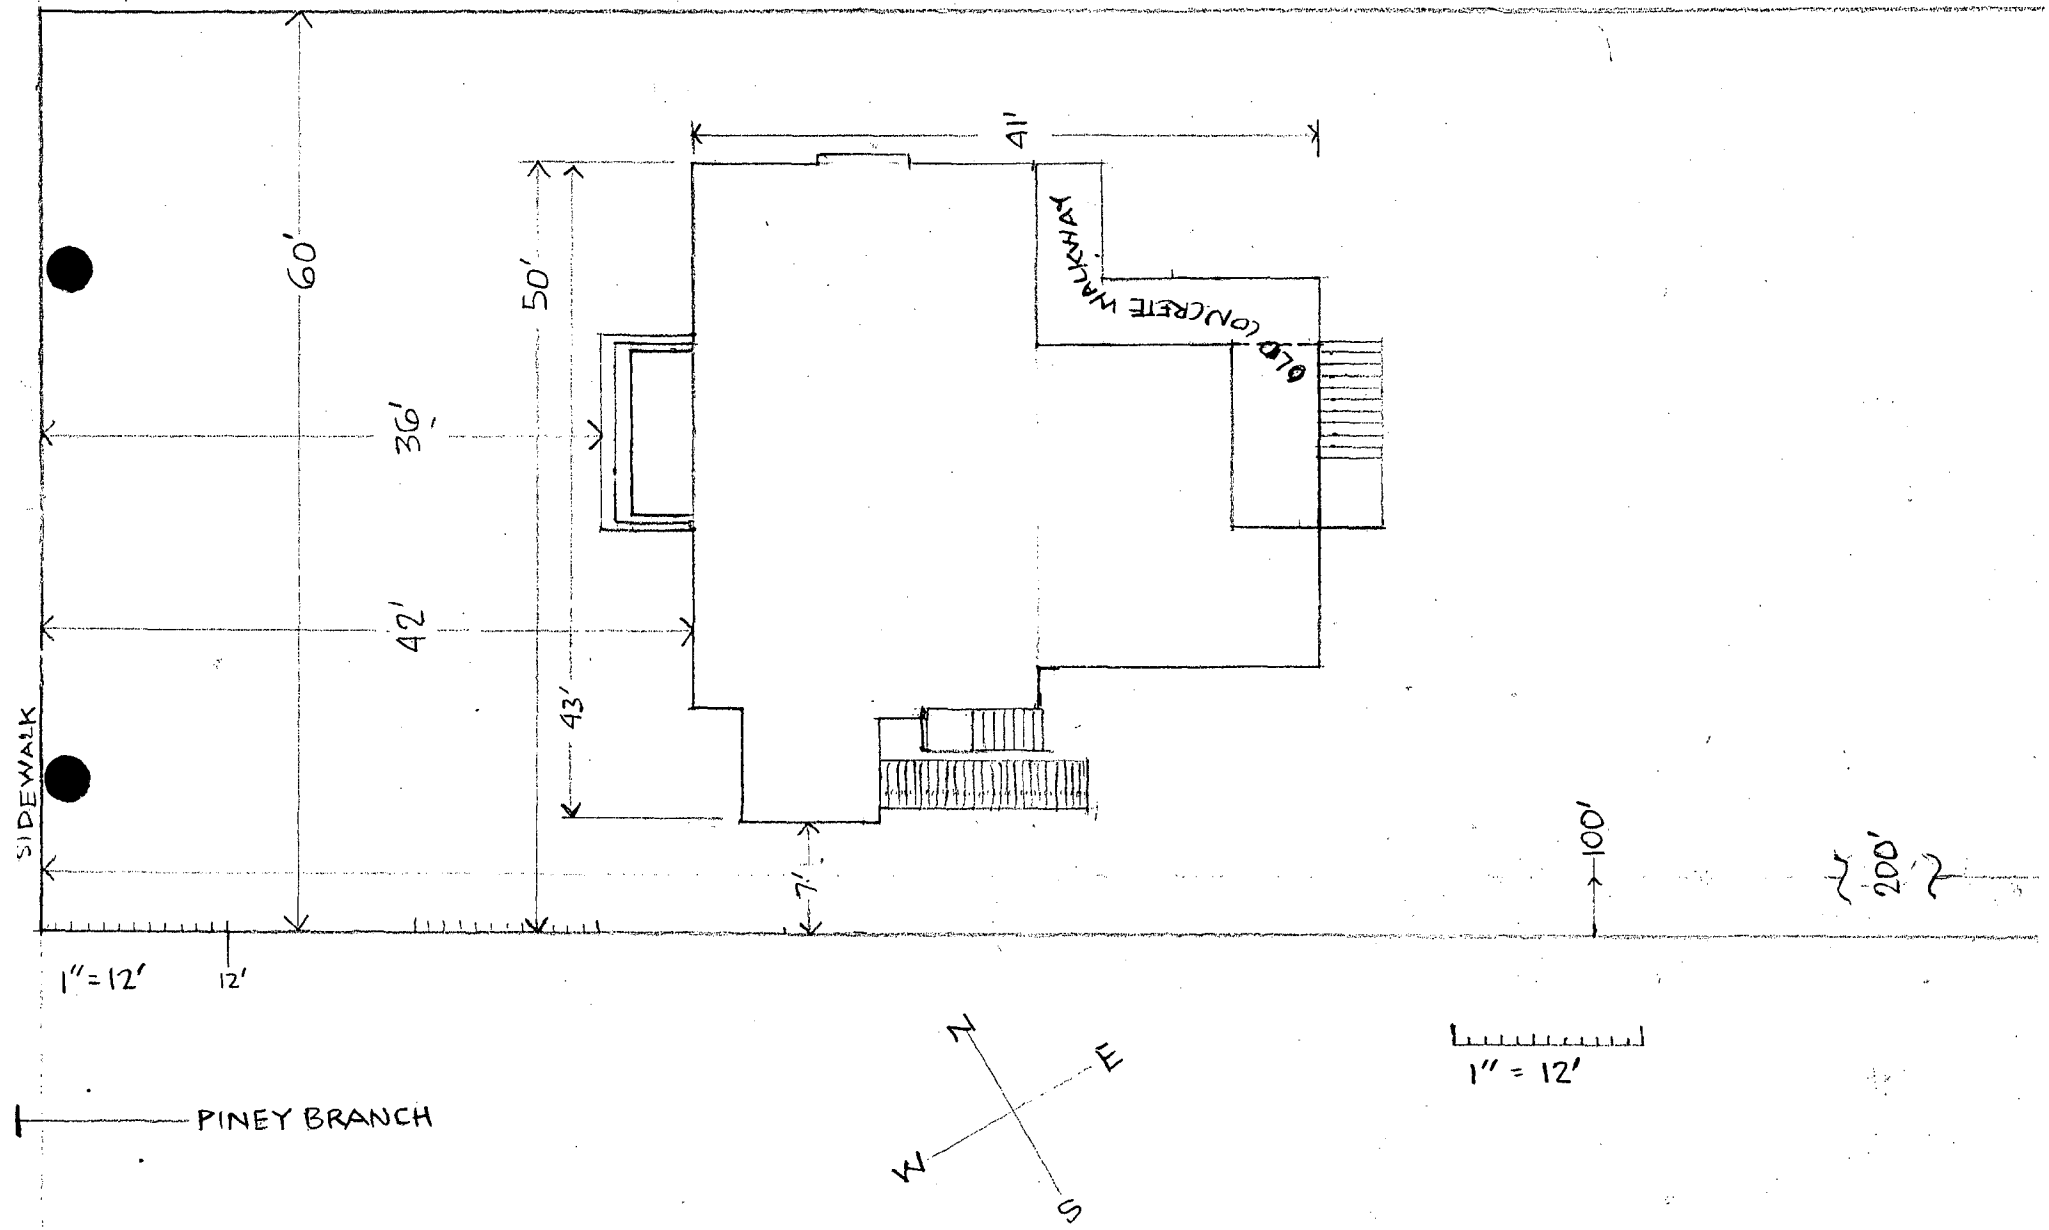 41'
60'
50'
OLD CONCRETE WALKWAY
36'
42'
43'
SIDEWALK
7'
100'
200'
1" = 12'
12'
N
E
W
S
1" = 12'
PINEY BRANCH